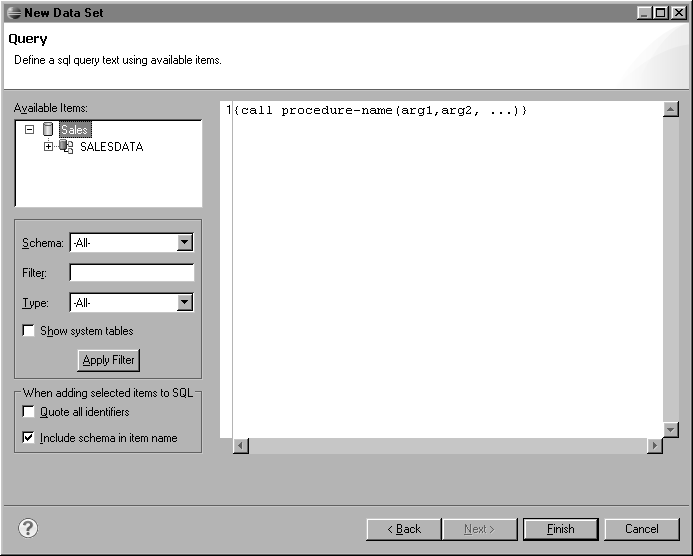 New Data Set
Query
Define a sql query text using available items.
Available Items:
Sales
SALESDATA
1{call procedure-name(arg1,arg2, ...)}
Schema: -All-
Filter:
Type: -All-
Show system tables
Apply Filter
When adding selected items to SQL
Quote all identifiers
Include schema in item name
?
< Back
Next >
Finish
Cancel